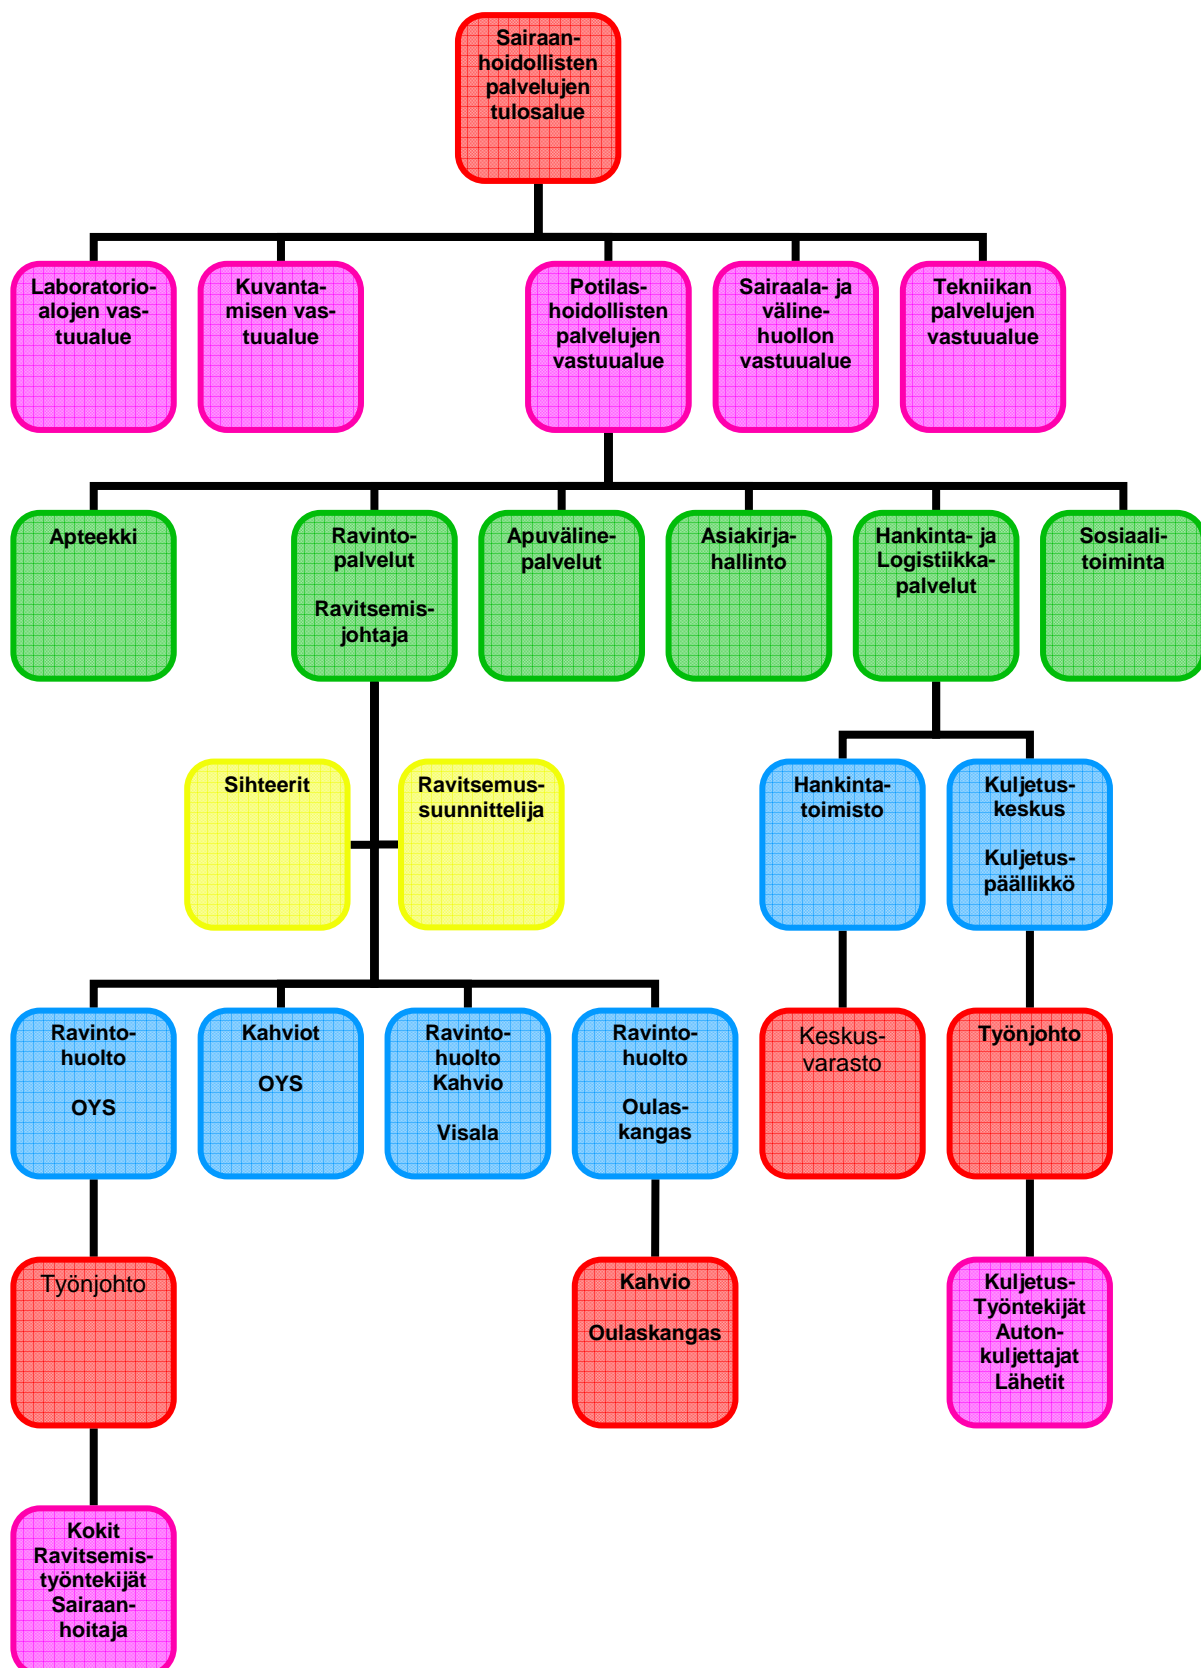 Sairaan-
hoidollisten
palvelujen
tulosalue
Laboratorio-
alojen vas-
tuualue
Kuvanta-
misen vas-
tuualue
Potilas-
hoidollisten
palvelujen
vastuualue
Sairaala- ja
väline-
huollon
vastuualue
Tekniikan
palvelujen
vastuualue
Apteekki
Ravinto-
palvelut
Ravitsemis-
johtaja
Apuväline-
palvelut
Asiakirja-
hallinto
Hankinta- ja
Logistiikka-
palvelut
Sosiaali-
toiminta
Sihteerit
Ravitsemus-
suunnittelija
Hankinta-
toimisto
Kuljetus-
keskus
Kuljetus-
päällikkö
Ravinto-
huolto
OYS
Kahviot
OYS
Ravinto-
huolto
Kahvio
Visala
Ravinto-
huolto
Oulas-
kangas
Keskus-
varasto
Työnjohto
Työnjohto
Kahvio
Oulaskangas
Kuljetus-
Työntekijät
Auton-
kuljettajat
Lähetit
Kokit
Ravitsemis-
työntekijät
Sairaan-
hoitaja